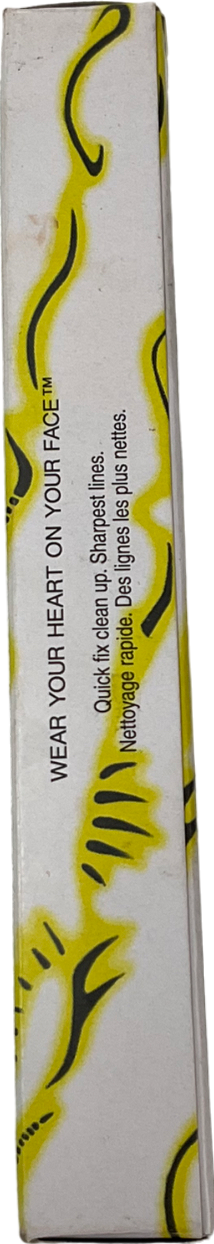 WEAR YOUR HEART ON YOUR FACE™
Quick fix clean up. Sharpest lines.
Nettoyage rapide. Des lignes les plus nettes.